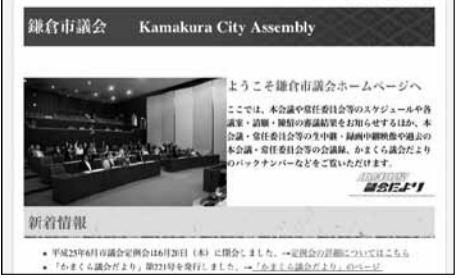 鎌倉市議会 Kamakura City Assembly
ようこそ鎌倉市議会ホームページへ
ここでは、本会議や常任委員会等のスケジュールや各
議案・請願・陳情の審議結果をお知らせするほか、本
会議・常任委員会等の生中継・録画中継映像や過去の
本会議・常任委員会等の会議録、かまくら議会だより
のバックナンバーなどをご覧いただけます。
議会だより
新着情報
• 平成25年6月市議会定例会は6月20日（木）に閉会しました。→定例会の詳細についてはこちら
• 「かまくら議会だより」第221号を発行しました。→「かまくら議会だより」のページ